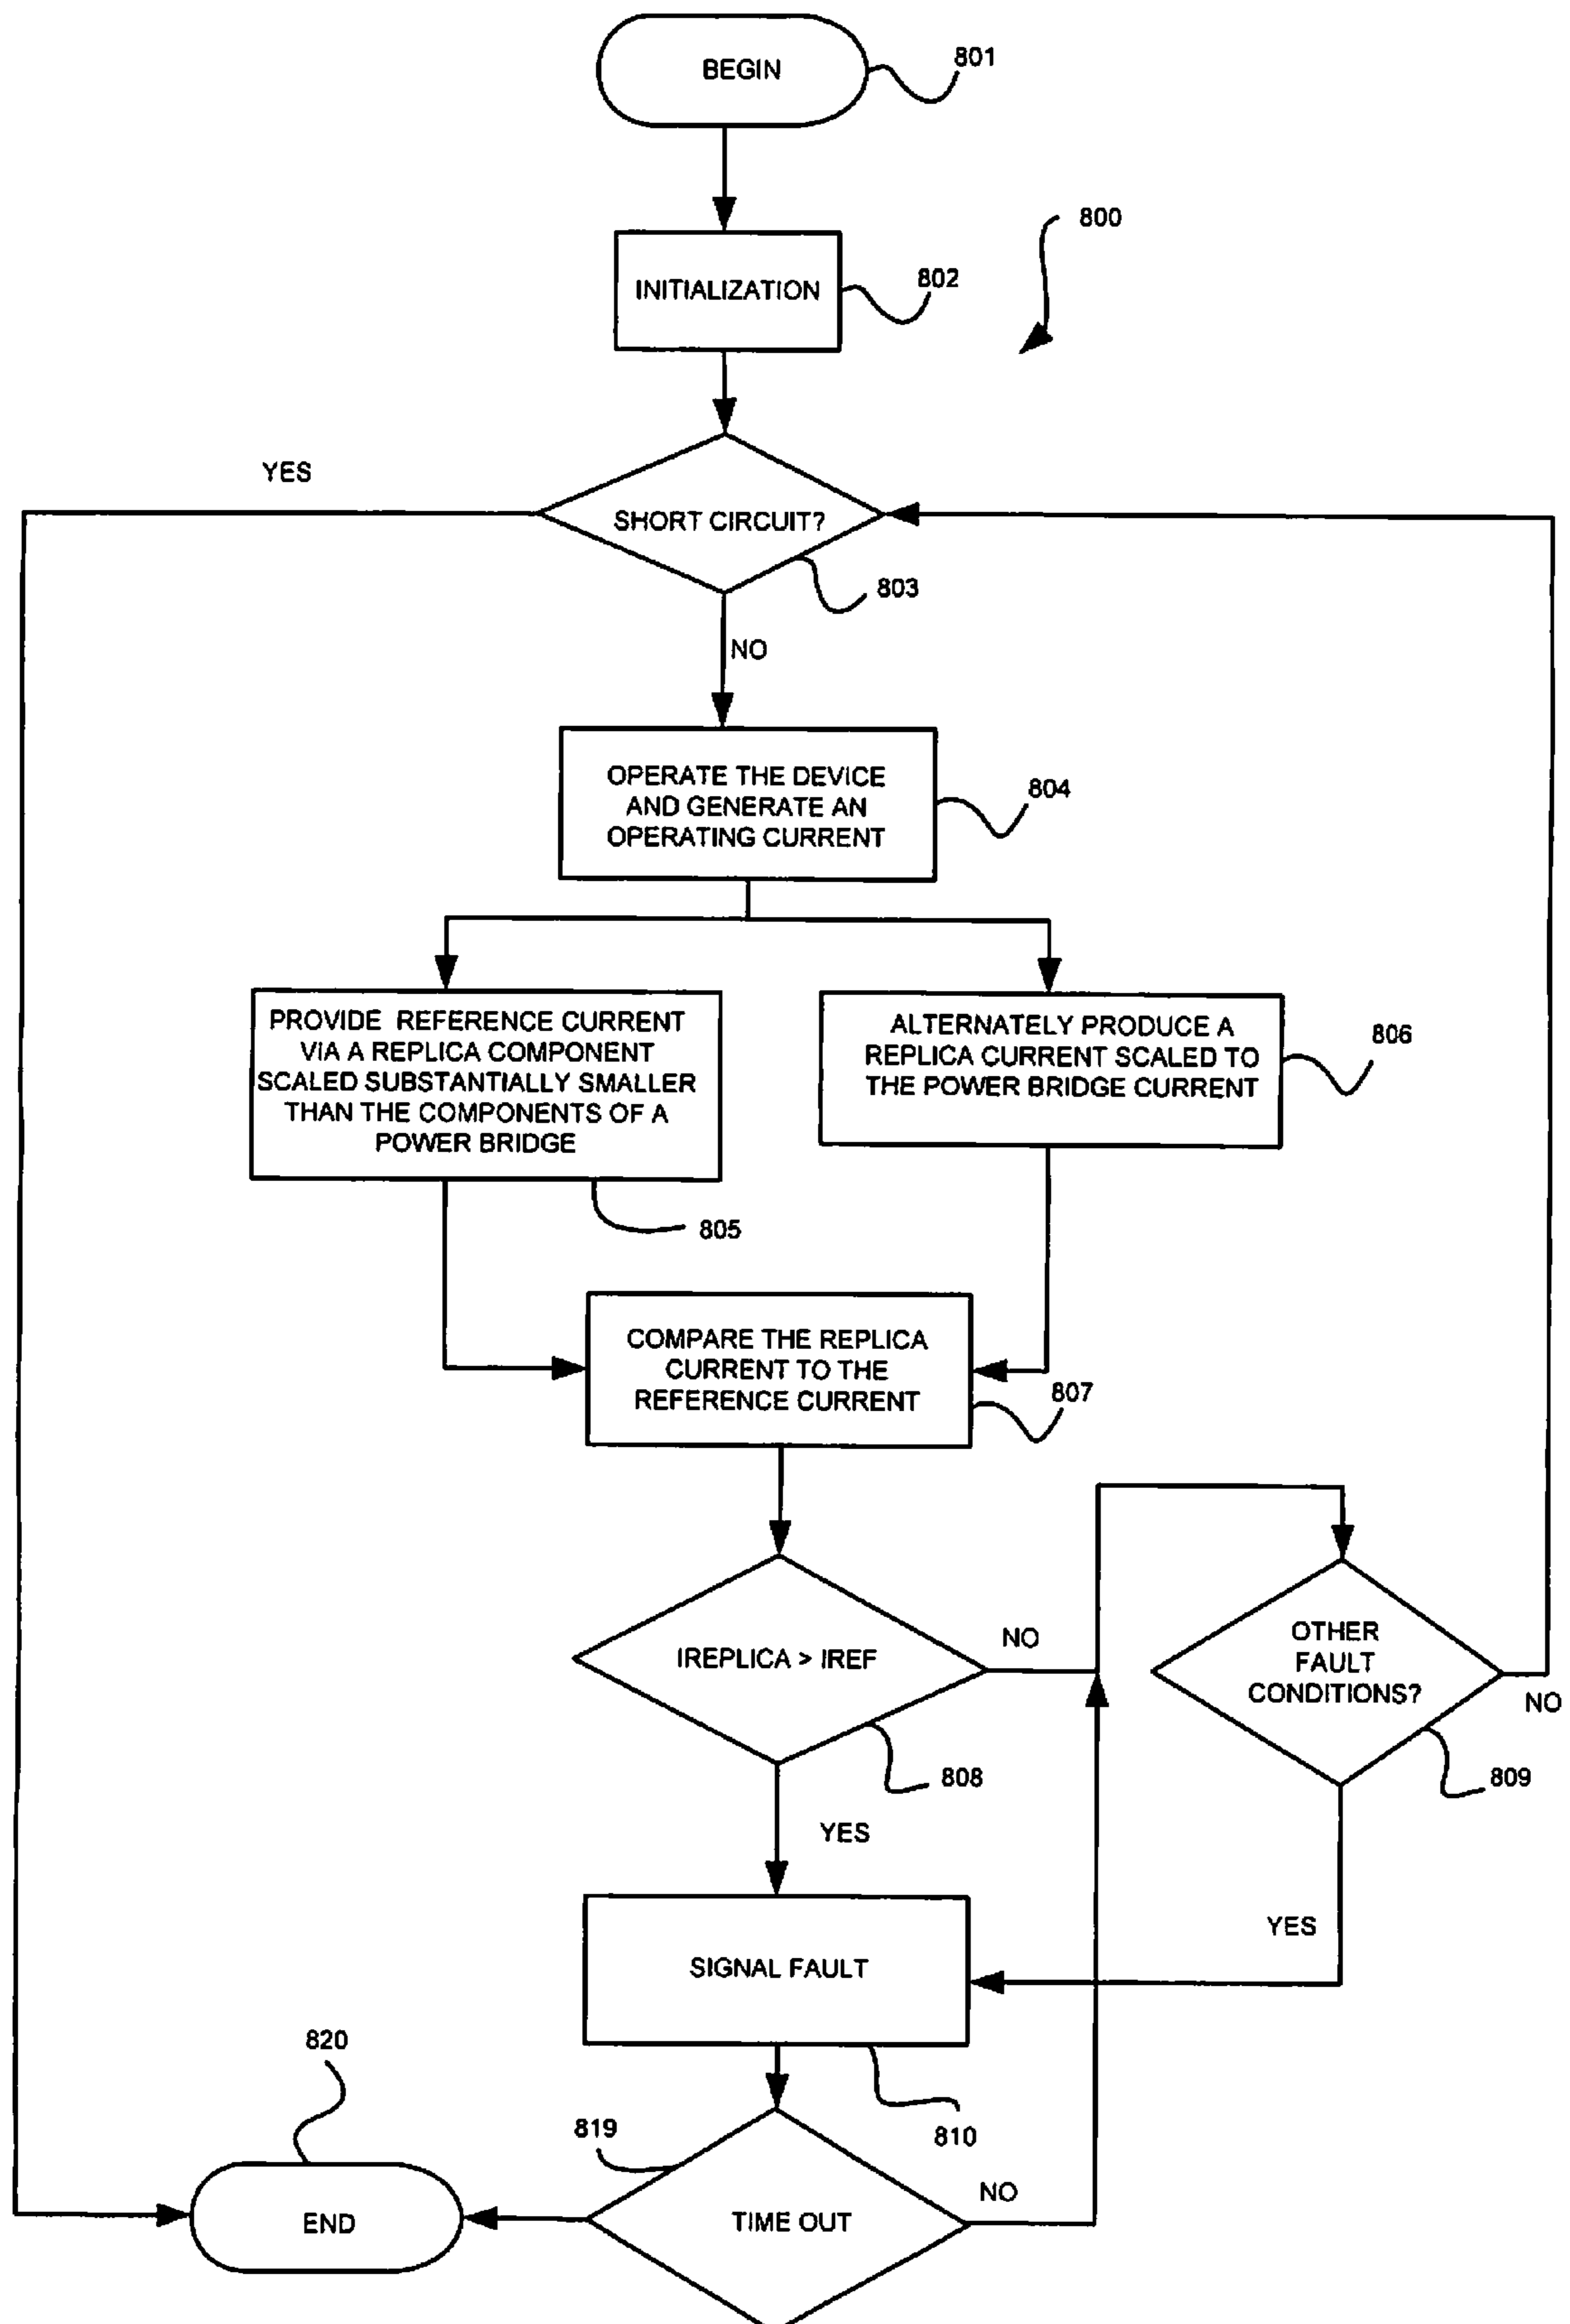 BEGIN
801
800
INITIALIZATION
802
YES
SHORT CIRCUIT?
803
NO
OPERATE THE DEVICE
AND GENERATE AN
OPERATING CURRENT
804
PROVIDE REFERENCE CURRENT
VIA A REPLICA COMPONENT
SCALED SUBSTANTIALLY SMALLER
THAN THE COMPONENTS OF A
POWER BRIDGE
805
ALTERNATELY PRODUCE A
REPLICA CURRENT SCALED TO
THE POWER BRIDGE CURRENT
806
COMPARE THE REPLICA
CURRENT TO THE
REFERENCE CURRENT
807
IREPLICA > IREF
NO
808
YES
OTHER
FAULT
CONDITIONS?
NO
809
YES
SIGNAL FAULT
810
819
TIME OUT
NO
820
END